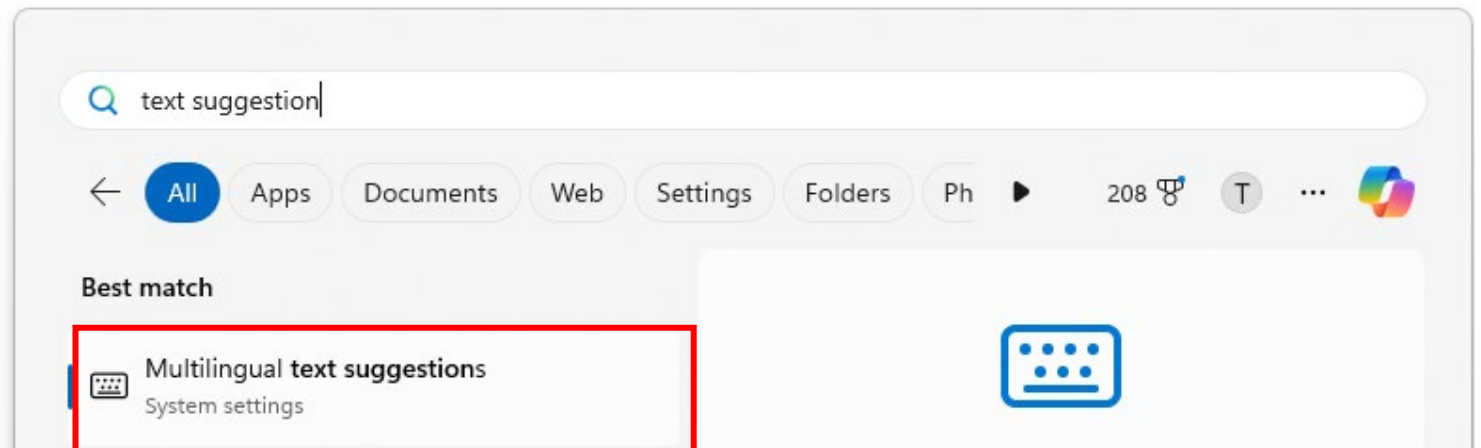 text suggestion
All Apps Documents Web Settings Folders Ph 208 T
Best match
Multilingual text suggestions
System settings